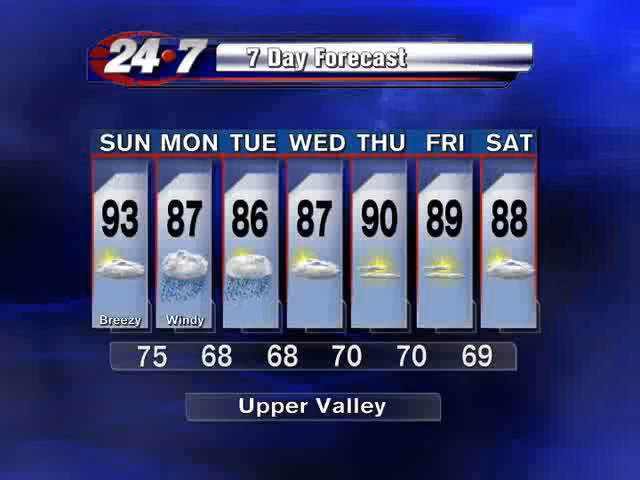 24•7
7 Day Forecast
SUN MON TUE WED THU FRI SAT
93 87 86 87 90 89 88
Breezy Windy
75 68 68 70 70 69
Upper Valley